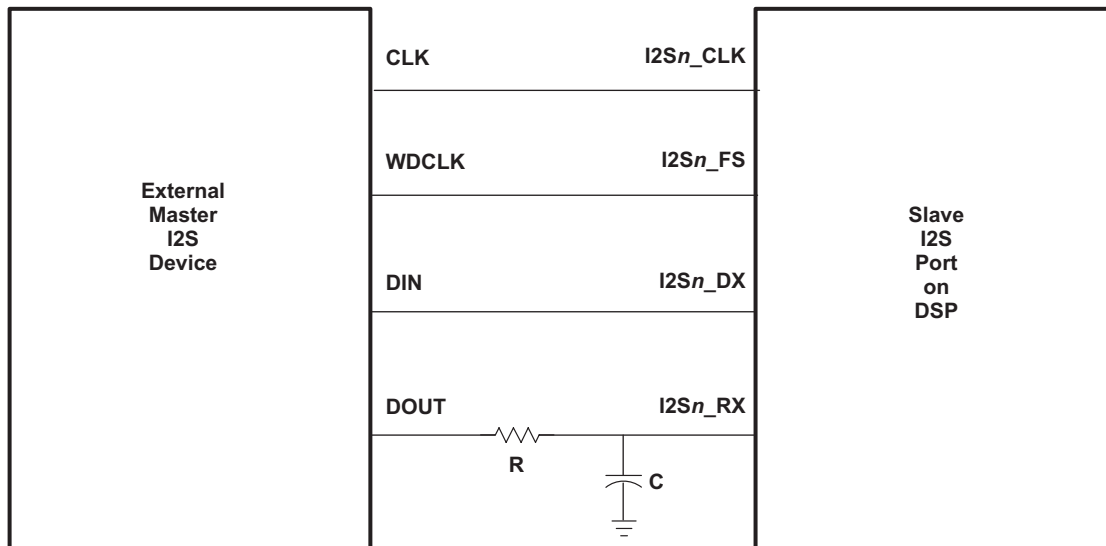 CLK
I2Sn_CLK
WDCLK
I2Sn_FS
External
Master
I2S
Device
Slave
I2S
Port
on
DSP
DIN
I2Sn_DX
DOUT
I2Sn_RX
R
C